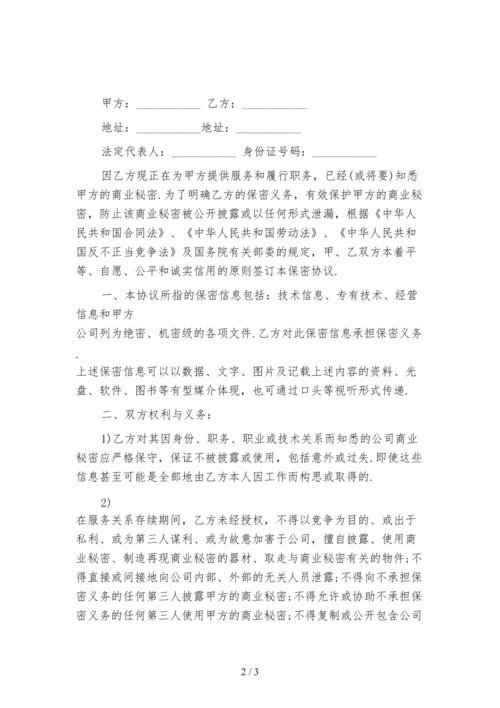 甲方：___________ 乙方：___________
地址：___________地址：___________
法定代表人：___________ 身份证号码：___________
因乙方现正在为甲方提供服务和履行职务，已经(或将要)知悉
甲方的商业秘密.为了明确乙方的保密义务，有效保护甲方的商业秘
密，防止该商业秘密被公开披露或以任何形式泄漏，根据《中华人
民共和国合同法》、《中华人民共和国劳动法》、《中华人民共和
国反不正当竞争法》及国务院有关部委的规定，甲、乙双方本着平
等、自愿、公平和诚实信用的原则签订本保密协议.
一、本协议所指的保密信息包括：技术信息、专有技术、经营
信息和甲方
公司列为绝密、机密级的各项文件.乙方对此保密信息承担保密义务
.
上述保密信息可以以数据、文字、图片及记载上述内容的资料、光
盘、软件、图书等有型媒介体现，也可通过口头等视听形式传递.
二、双方权利与义务：
1)乙方对其因身份、职务、职业或技术关系而知悉的公司商业
秘密应严格保守，保证不被披露或使用，包括意外或过失.即使这些
信息甚至可能是全部地由乙方本人因工作而构思或取得的.
2)
在服务关系存续期间，乙方未经授权，不得以竞争为目的、或出于
私利、或为第三人谋利、或为故意加害于公司，擅自披露、使用商
业秘密、制造再现商业秘密的器材、取走与商业秘密有关的物件;不
得直接或间接地向公司内部、外部的无关人员泄露;不得向不承担保
密义务的任何第三人披露甲方的商业秘密;不得允许或协助不承担保
密义务的任何第三人使用甲方的商业秘密;不得复制或公开包含公司
2 / 3